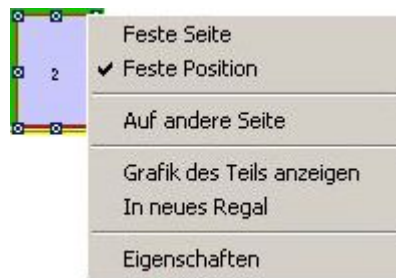 2
Feste Seite
Feste Position
Auf andere Seite
Grafik des Teils anzeigen
In neues Regal
Eigenschaften